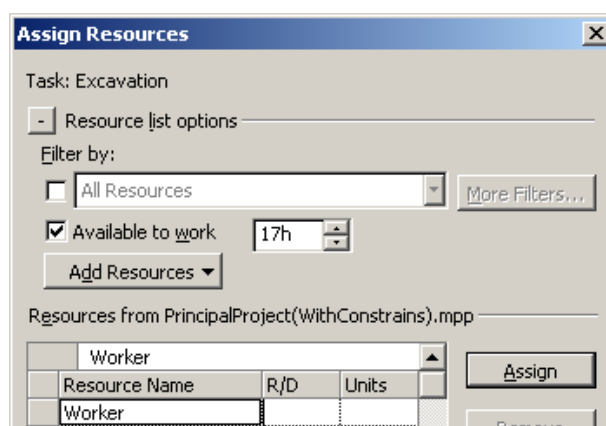 Assign Resources
Task: Excavation
- Resource list options
Filter by:
All Resources More Filters...
Available to work 17h
Add Resources
Resources from PrincipalProject(WithConstrains).mpp
Worker
Assign
Resource Name R/D Units
Worker
Remove